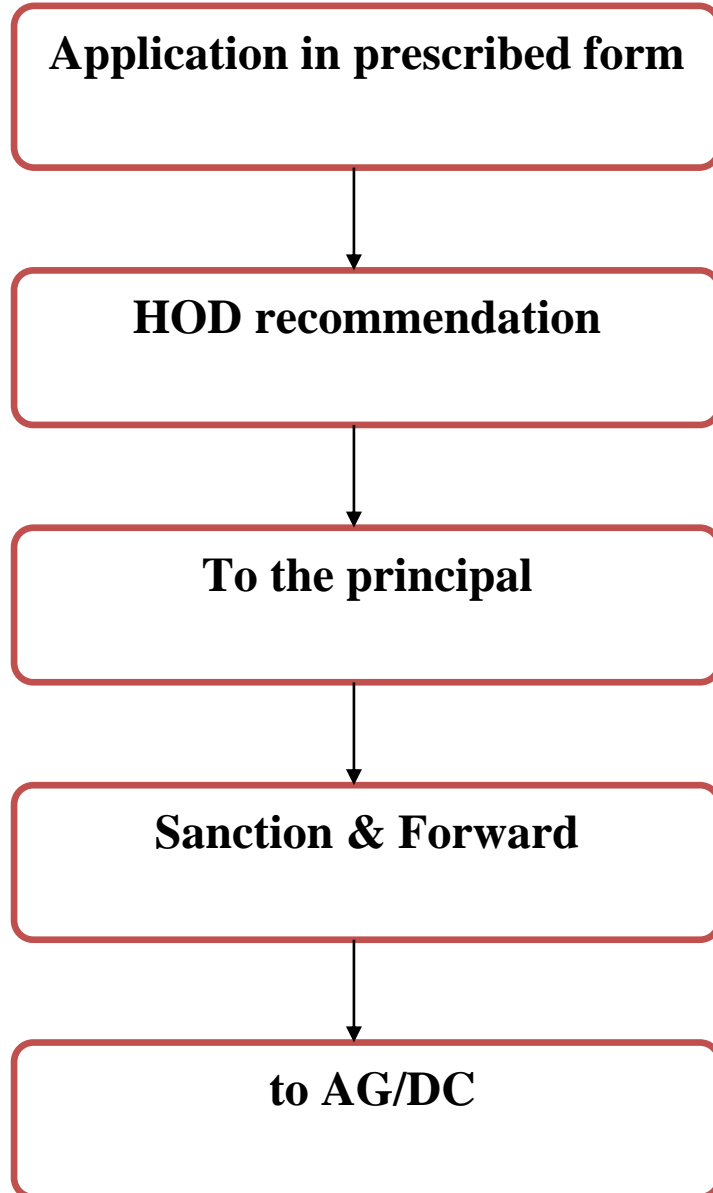 Application in prescribed form
HOD recommendation
To the principal
Sanction & Forward
to AG/DC